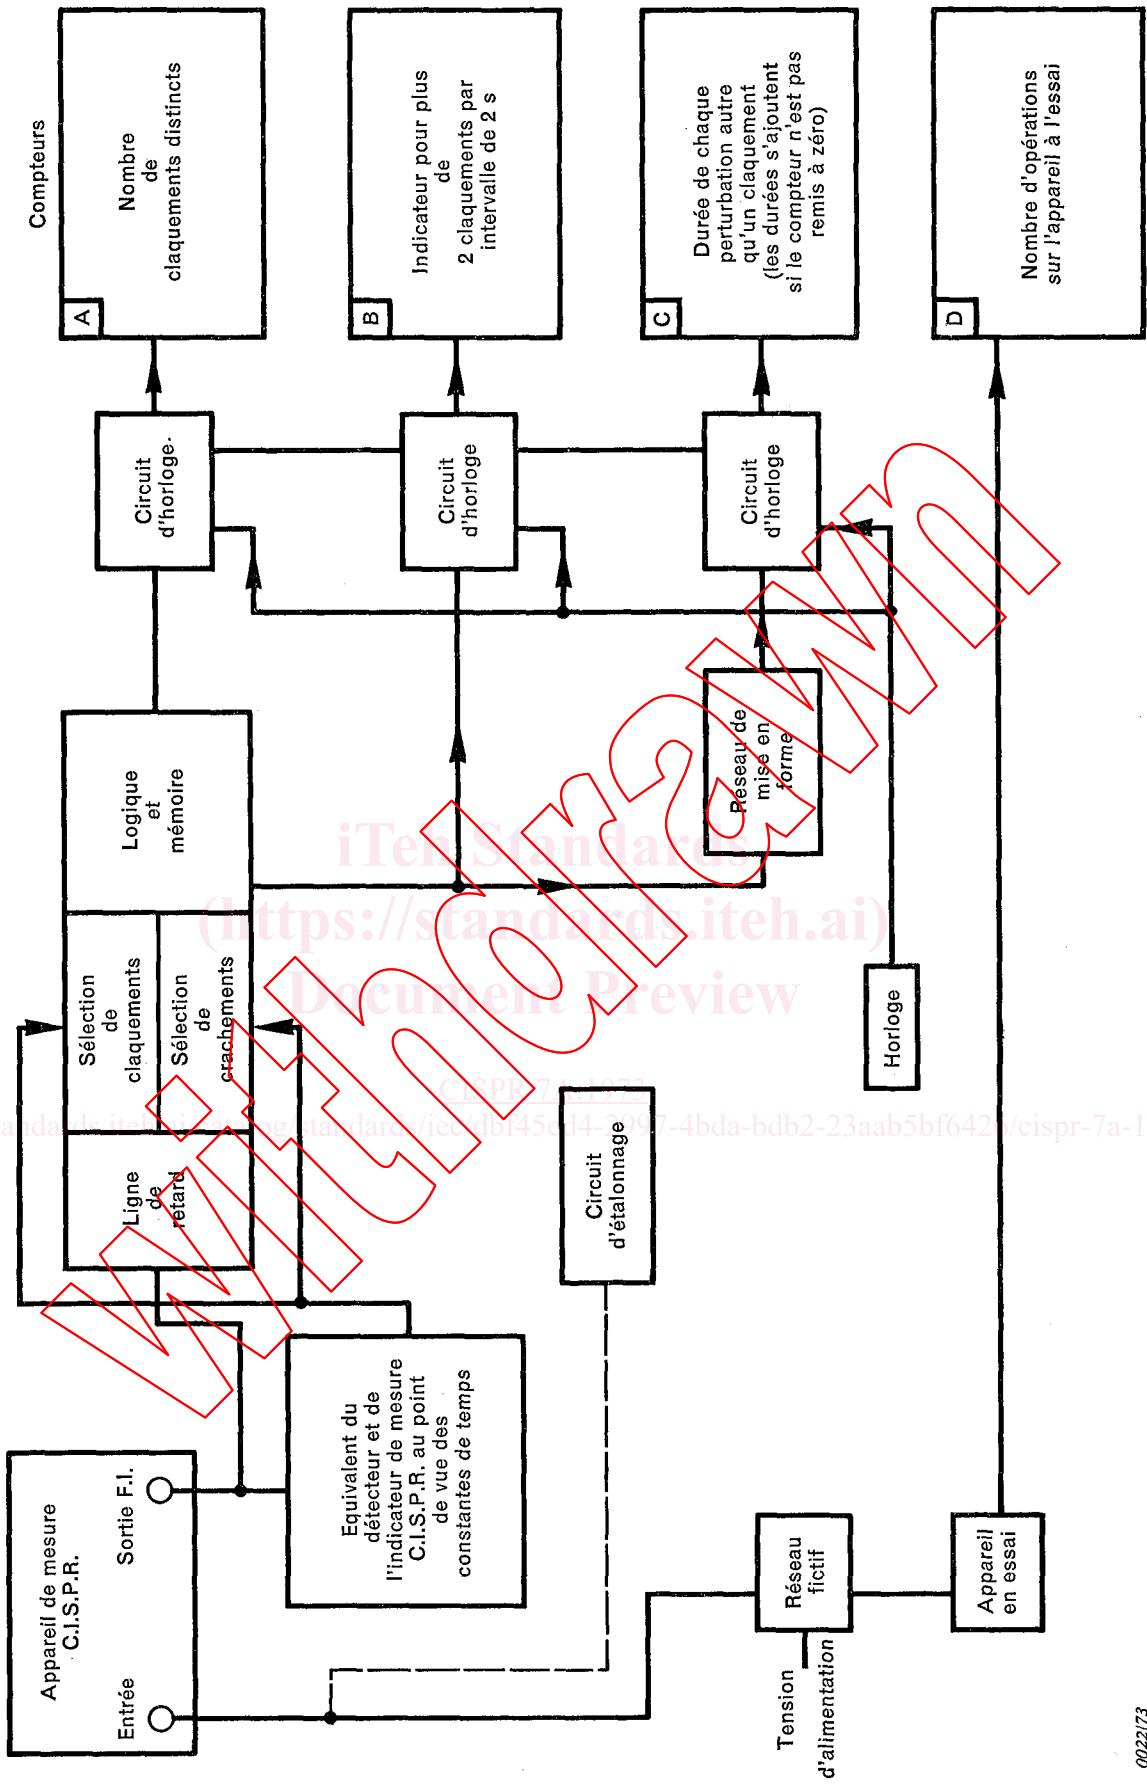 Compteurs
A
Nombre
de
claquements distincts
B
Indicateur pour plus
de
2 claquements par
intervalle de 2 s
C
Durée de chaque
perturbation autre
qu'un claquement
(les durées s'ajoutent
si le compteur n'est pas
remis à zéro)
D
Nombre d'opérations
sur l'appareil à l'essai
Circuit
d'horloge.
Circuit
d'horloge
Circuit
d'horloge
Logique
et
mémoire
Réseau de
mise en
forme
Sélection
de
claquements
Sélection
de
crachements
Ligne
de
retard
Horloge
Circuit
d'étalonnage
Equivalent du
détecteur et de
l'indicateur de mesure
C.I.S.P.R. au point
de vue des
constantes de temps
Appareil de mesure
C.I.S.P.R.
Sortie F.I.
Entrée
Réseau
fictif
Appareil
en essai
Tension
d'alimentation
0022/73
iTeh Standards
(https://standards.iteh.ai)
Document Preview
CISPR 7A:1973
withdrawn